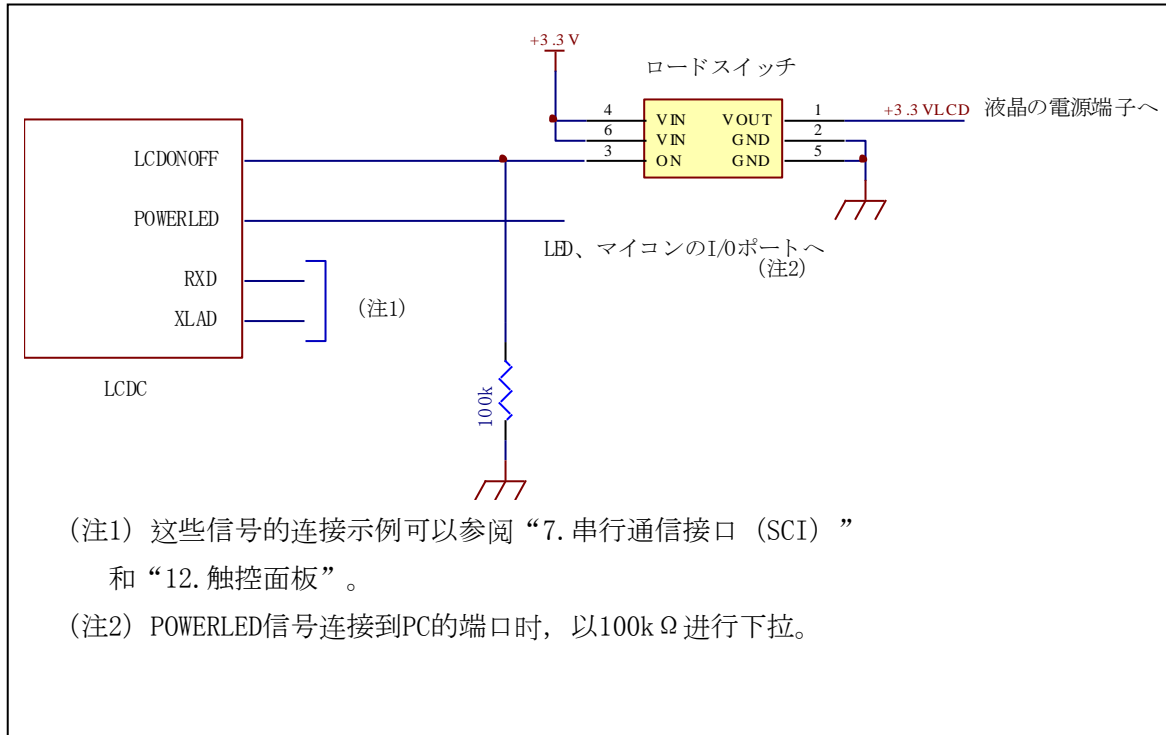 +3.3V
ロードスイッチ
4 VIN VOUT 1 +3.3VLCD 液晶の電源端子へ
6 VIN GND 2
LCDONOFF 3 ON GND 5
POWERLED
LED、マイコンのI/Oポートへ
(注2)
RXD
(注1)
XLAD
LCDC
100k
(注1) 这些信号的连接示例可以参阅“7.串行通信接口 (SCI)”
和“12.触控面板”。
(注2) POWERLED信号连接到PC的端口时, 以100kΩ进行下拉。